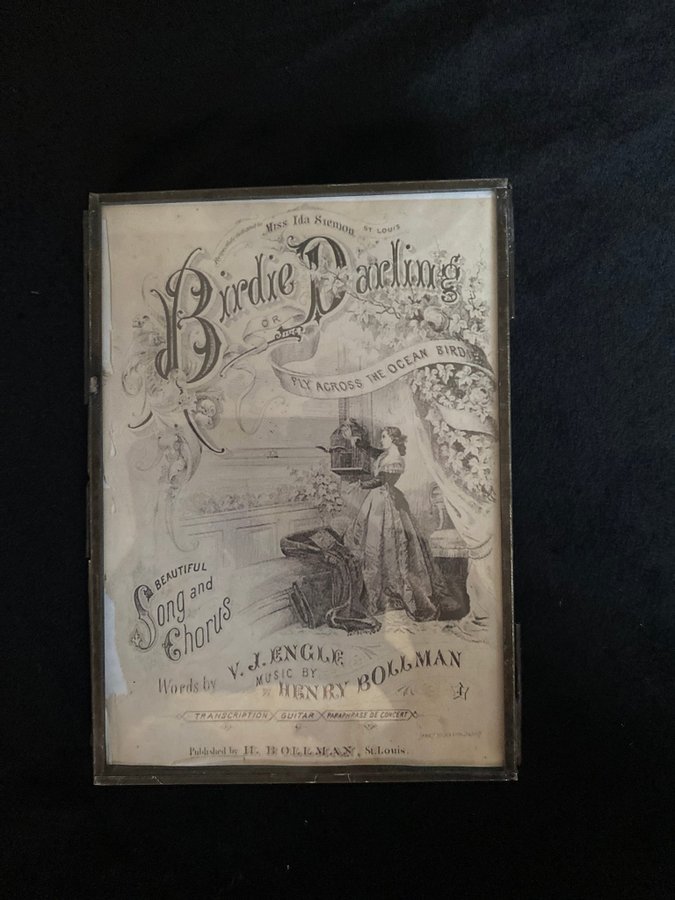 Miss Ida Siemon ST LOUIS
Birdie Darling
OR
FLY ACROSS THE OCEAN BIRDIE
BEAUTIFUL
Song and
Chorus
Words by V. J. ENGLE
MUSIC BY
HENRY BOLLMAN
TRANSCRIPTION GUITAR PARAPHRASE DE CONCERT
Published by H. BOLLMAN, St. Louis.